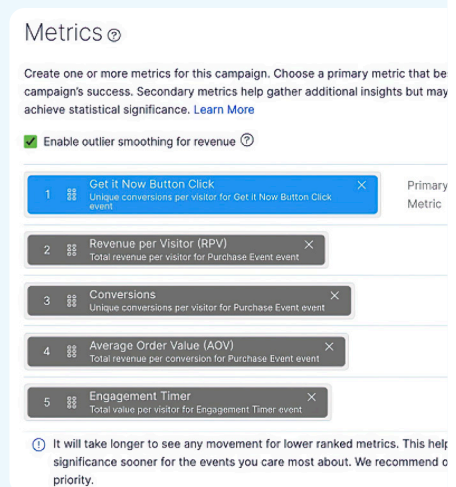 Metrics
Create one or more metrics for this campaign. Choose a primary metric that be
campaign's success. Secondary metrics help gather additional insights but may
achieve statistical significance. Learn More
Enable outlier smoothing for revenue
1 Get it Now Button Click
Unique conversions per visitor for Get it Now Button Click
event
Primary
Metric
2 Revenue per Visitor (RPV)
Total revenue per visitor for Purchase Event event
3 Conversions
Unique conversions per visitor for Purchase Event event
4 Average Order Value (AOV)
Total revenue per conversion for Purchase Event event
5 Engagement Timer
Total value per visitor for Engagement Timer event
It will take longer to see any movement for lower ranked metrics. This help
significance sooner for the events you care most about. We recommend o
priority.